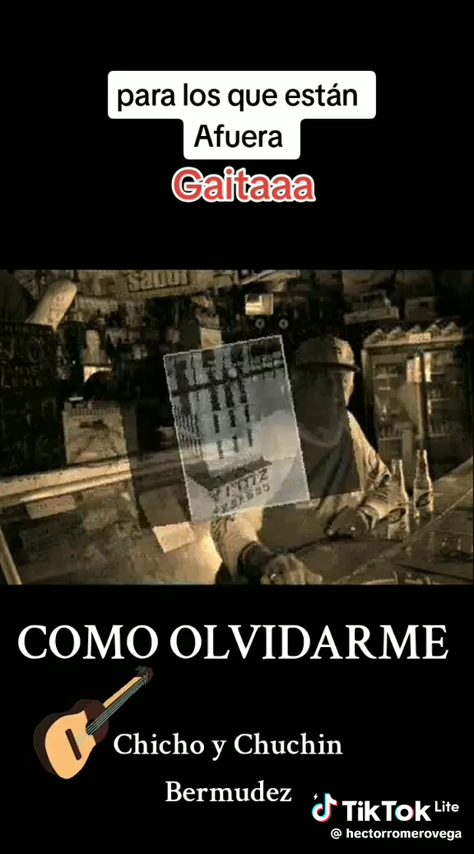 para los que están
Afuera
Gaitaaa
COMO OLVIDARME
Chicho y Chuchin
Bermudez
TikTok Lite
@ hectorromerovega